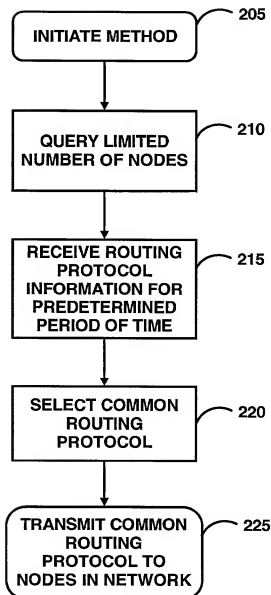 205
INITIATE METHOD
210
QUERY LIMITED
NUMBER OF NODES
215
RECEIVE ROUTING
PROTOCOL
INFORMATION FOR
PREDETERMINED
PERIOD OF TIME
220
SELECT COMMON
ROUTING
PROTOCOL
225
TRANSMIT COMMON
ROUTING
PROTOCOL TO
NODES IN NETWORK